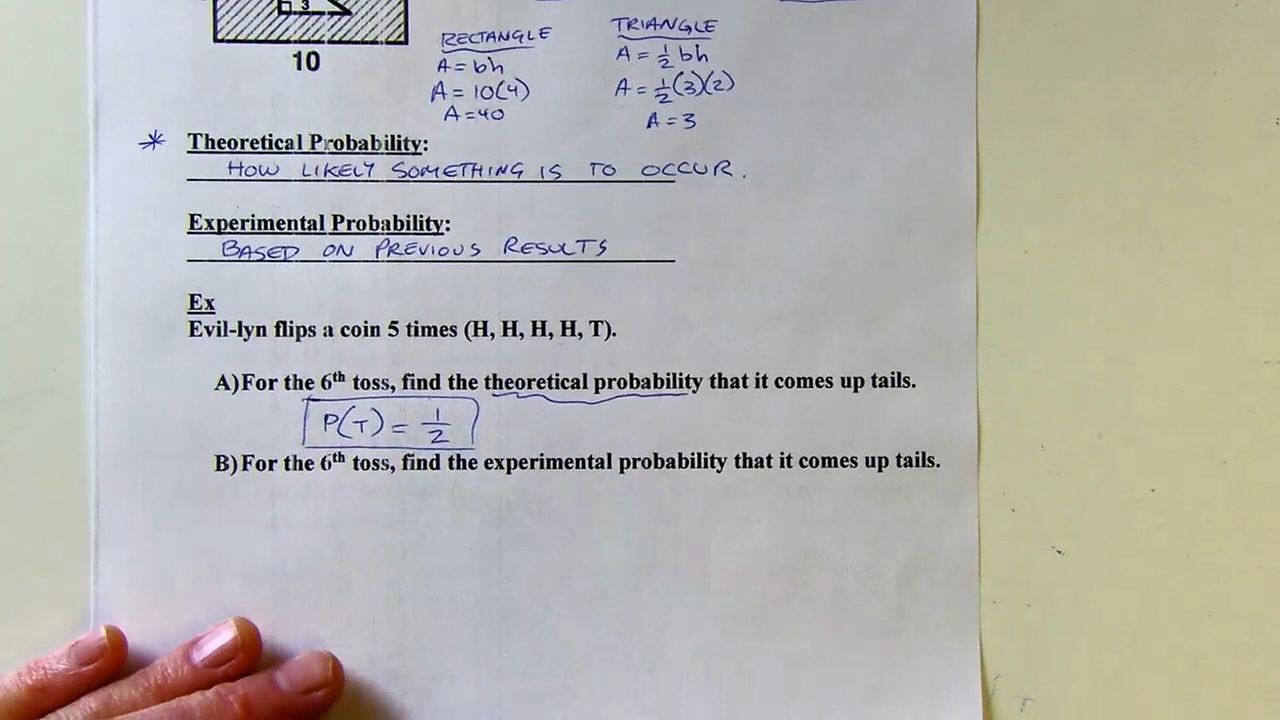 3
10
RECTANGLE
A = bh
A = 10(4)
A = 40
TRIANGLE
A = 1/2 bh
A = 1/2 (3)(2)
A = 3
* Theoretical Probability:
HOW LIKELY SOMETHING IS TO OCCUR.
Experimental Probability:
BASED ON PREVIOUS RESULTS
Ex
Evil-lyn flips a coin 5 times (H, H, H, H, T).
A) For the 6th toss, find the theoretical probability that it comes up tails.
P(T) = 1/2
B) For the 6th toss, find the experimental probability that it comes up tails.